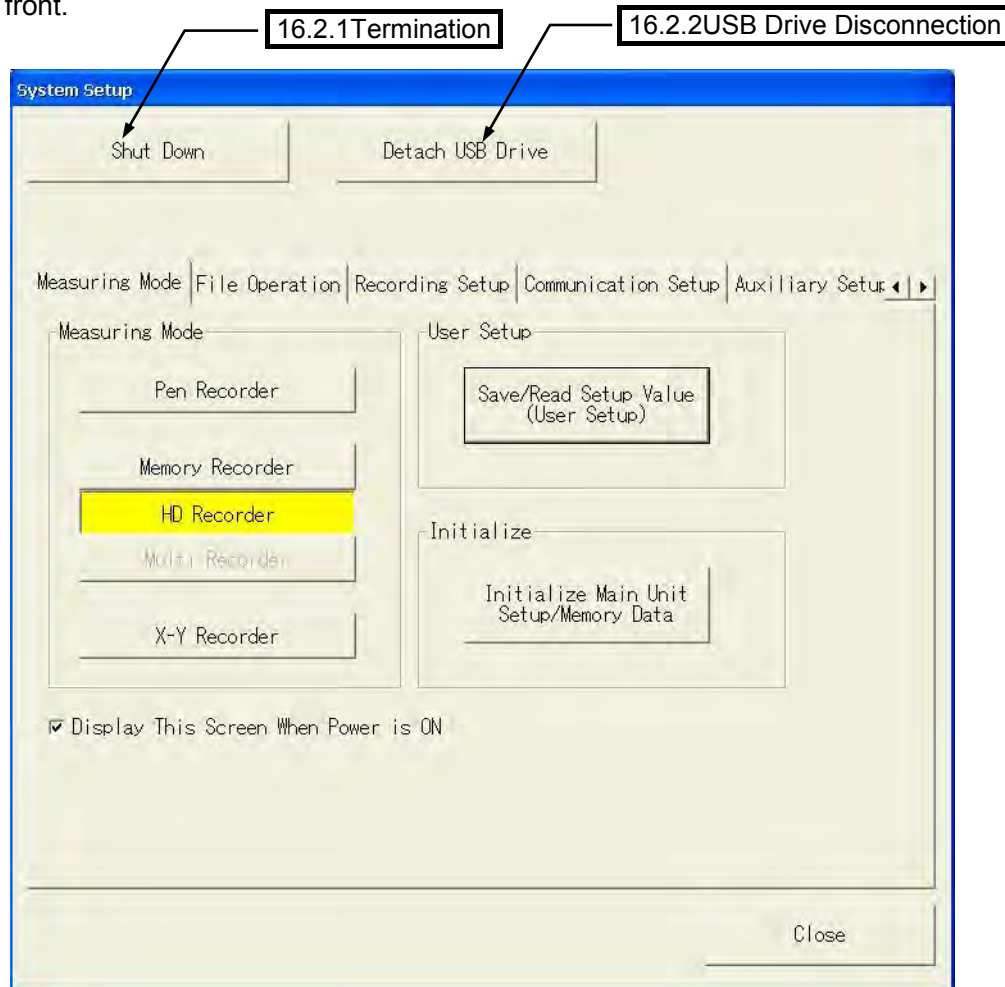 front.
16.2.1Termination
16.2.2USB Drive Disconnection
System Setup
Shut Down
Detach USB Drive
Measuring Mode File Operation Recording Setup Communication Setup Auxiliary Setup
Measuring Mode
User Setup
Pen Recorder
Save/Read Setup Value
(User Setup)
Memory Recorder
HD Recorder
Initialize
Multi Recorder
Initialize Main Unit
Setup/Memory Data
X-Y Recorder
Display This Screen When Power is ON
Close